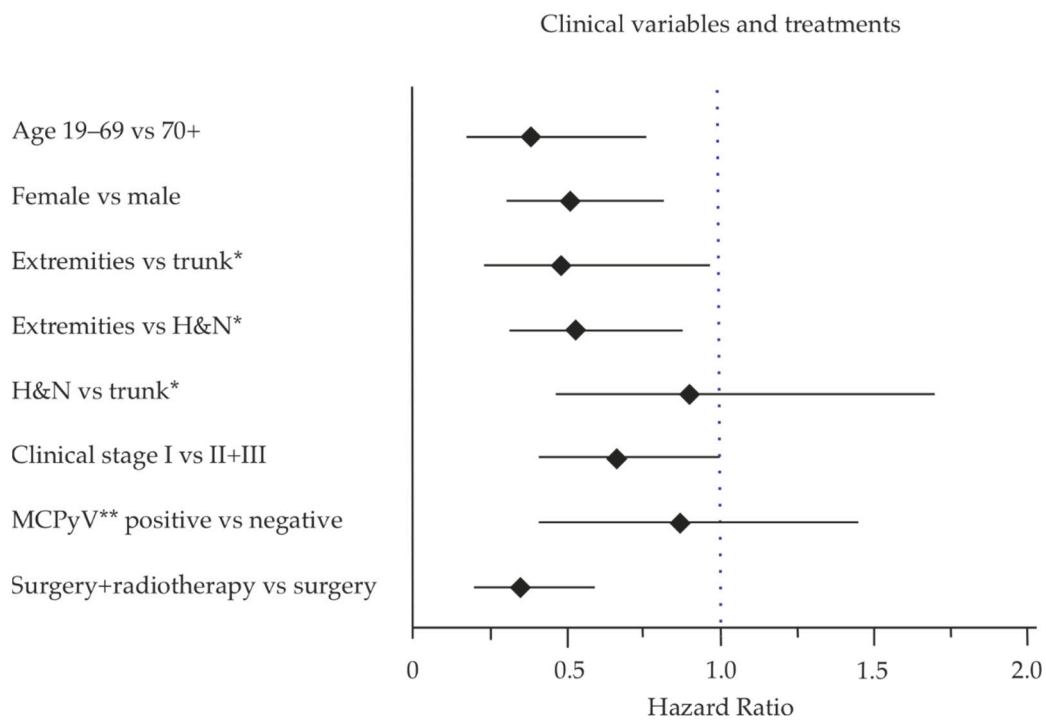 Clinical variables and treatments
Age 19–69 vs 70+
Female vs male
Extremities vs trunk*
Extremities vs H&N*
H&N vs trunk*
Clinical stage I vs II+III
MCPyV** positive vs negative
Surgery+radiotherapy vs surgery
0 0.5 1.0 1.5 2.0
Hazard Ratio